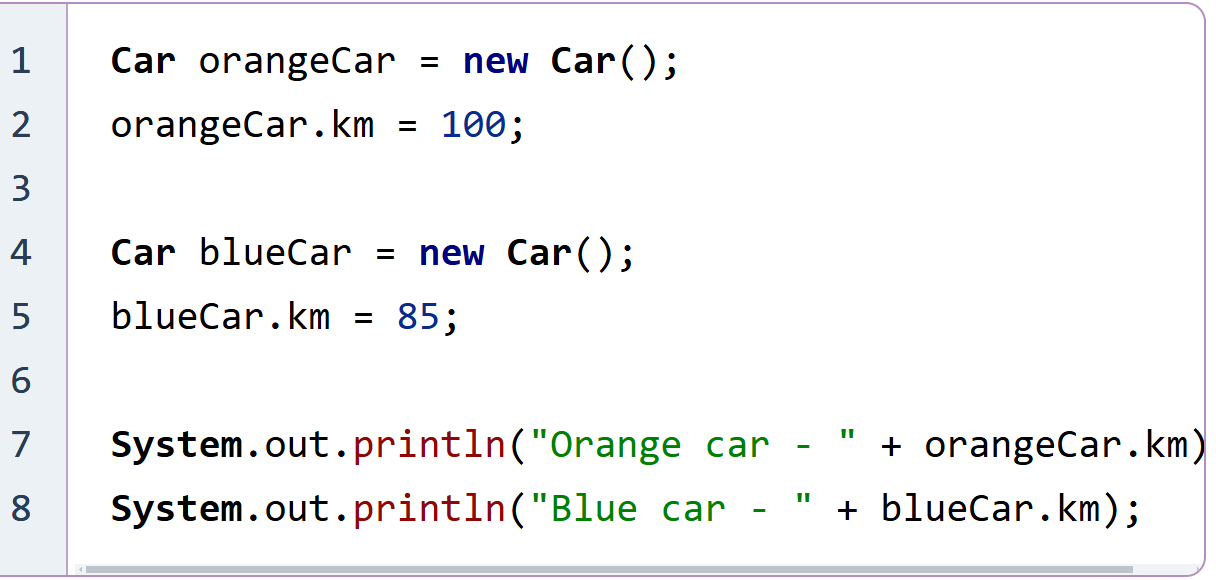 1 Car orangeCar = new Car();
2 orangeCar.km = 100;
3
4 Car blueCar = new Car();
5 blueCar.km = 85;
6
7 System.out.println("Orange car - " + orangeCar.km)
8 System.out.println("Blue car - " + blueCar.km);